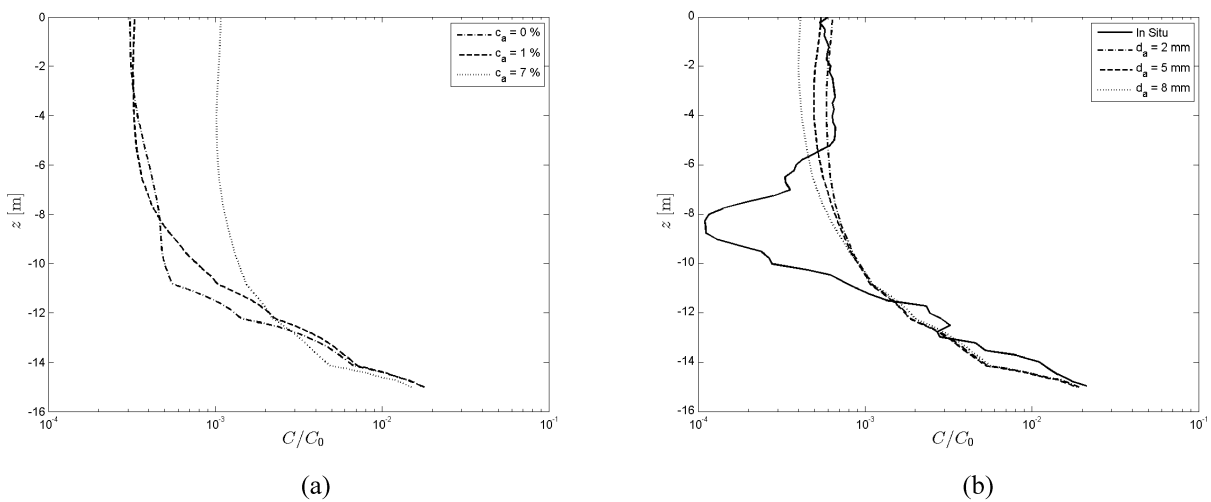 0
-2
-4
-6
-8
-10
-12
-14
-16
z [m]
10^-4
10^-3
10^-2
10^-1
C/C_0
c_a = 0 %
c_a = 1 %
c_a = 7 %
(a)
0
-2
-4
-6
-8
-10
-12
-14
-16
z [m]
10^-4
10^-3
10^-2
10^-1
C/C_0
In Situ
d_a = 2 mm
d_a = 5 mm
d_a = 8 mm
(b)